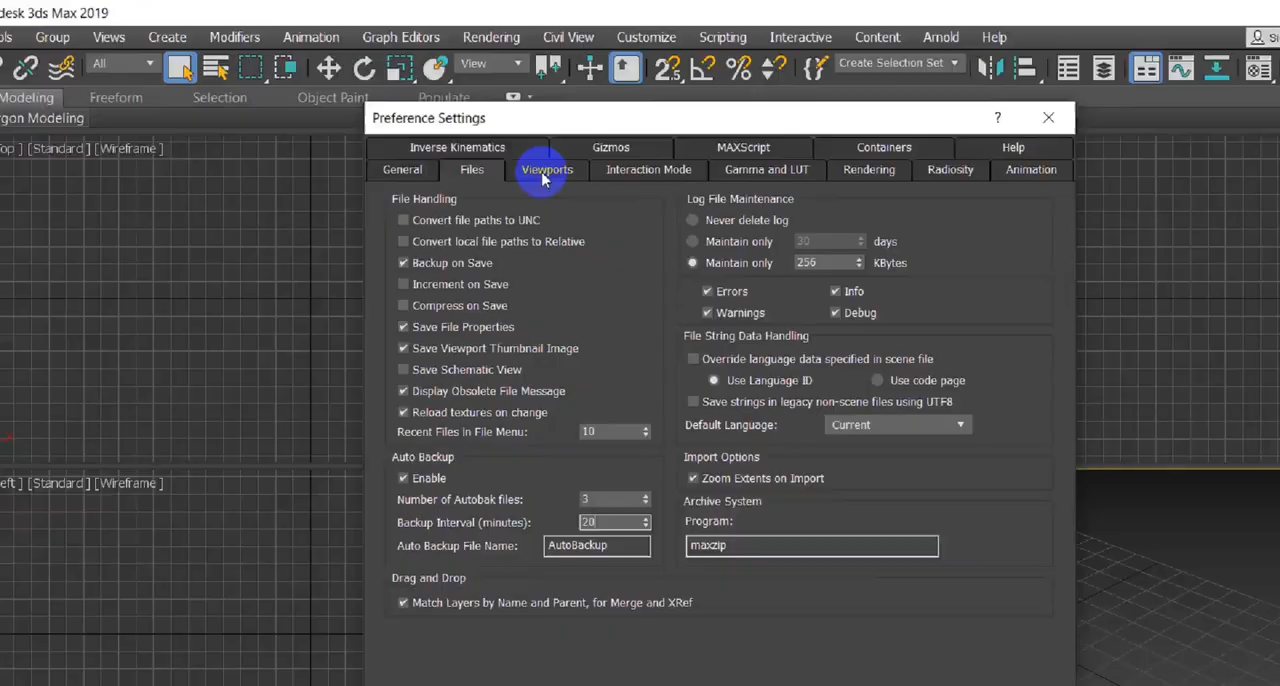 desk 3ds Max 2019
ols Group Views Create Modifiers Animation Graph Editors Rendering Civil View Customize Scripting Interactive Content Arnold Help Si
All View Create Selection Set
Modeling Freeform Selection Object Paint Populate
gon Modeling
Preference Settings ? ×
op ] [Standard ] [Wireframe ]
Inverse Kinematics Gizmos MAXScript Containers Help
General Files Viewports Interaction Mode Gamma and LUT Rendering Radiosity Animation
File Handling
Convert file paths to UNC
Convert local file paths to Relative
Backup on Save
Increment on Save
Compress on Save
Save File Properties
Save Viewport Thumbnail Image
Save Schematic View
Display Obsolete File Message
Reload textures on change
Recent Files in File Menu: 10
Auto Backup
Enable
Number of Autobak files: 3
Backup Interval (minutes): 20
Auto Backup File Name: AutoBackup
Log File Maintenance
Never delete log
Maintain only 30 days
Maintain only 256 KBytes
Errors Info
Warnings Debug
File String Data Handling
Override language data specified in scene file
Use Language ID Use code page
Save strings in legacy non-scene files using UTF8
Default Language: Current
Import Options
Zoom Extents on Import
Archive System
Program:
maxzip
Drag and Drop
Match Layers by Name and Parent, for Merge and XRef
eft ] [Standard ] [Wireframe ]